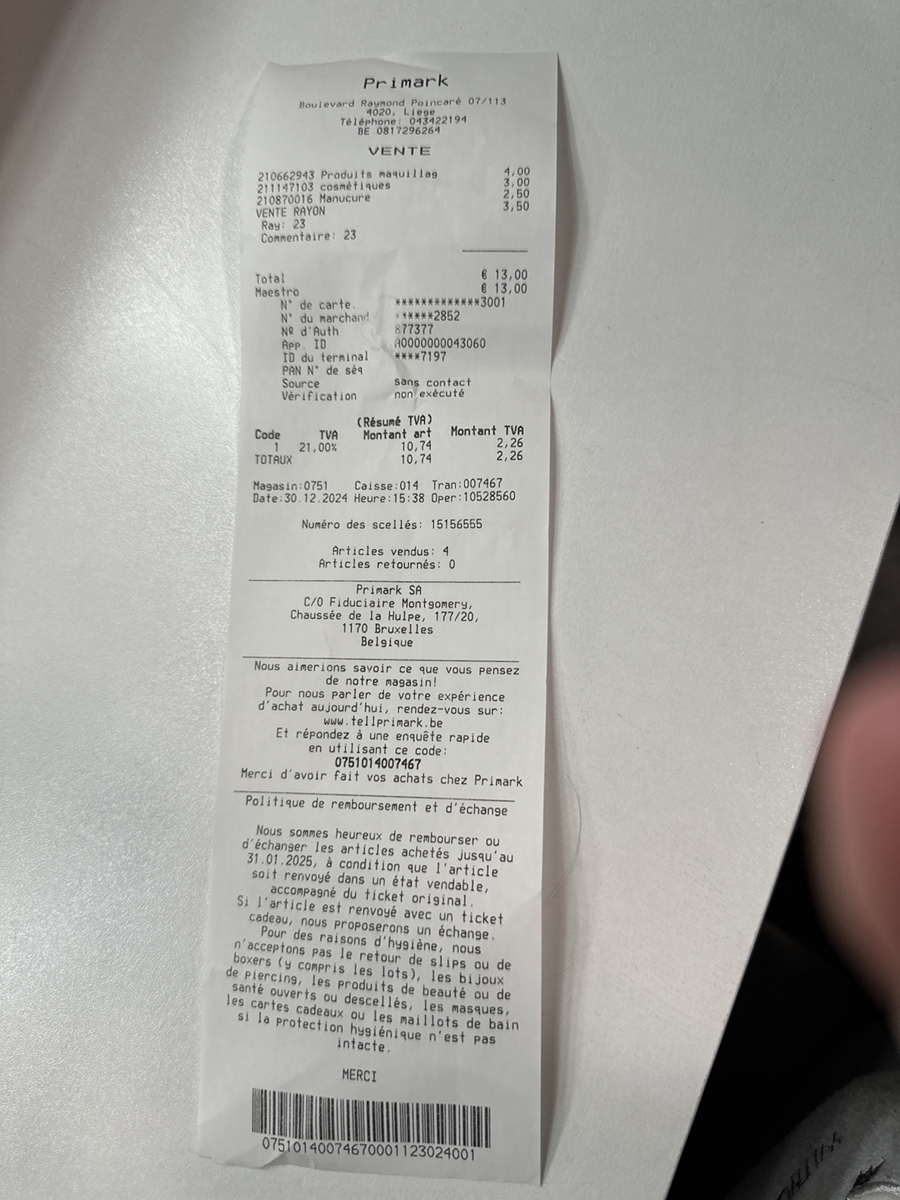 Primark
Boulevard Raymond Poincaré 07/113
4020, Liege
Téléphone: 043422194
BE 0817296264
VENTE
210662943 Produits maquillag 4,00
211147103 cosmétiques 3,00
210870016 Manucure 2,50
VENTE RAYON 3,50
Ray: 23
Commentaire: 23
Total € 13,00
Maestro € 13,00
N° de carte. *************3001
N° du marchand ******2852
Nº d'Auth 877377
App. ID A0000000043060
ID du terminal ****7197
PAN N° de séq
Source sans contact
Vérification non exécuté
(Résumé TVA)
Code TVA Montant art Montant TVA
1 21,00% 10,74 2,26
TOTAUX 10,74 2,26
Magasin:0751 Caisse:014 Tran:007467
Date:30.12.2024 Heure:15:38 Oper:10528560
Numéro des scellés: 15156555
Articles vendus: 4
Articles retournés: 0
Primark SA
C/O Fiduciaire Montgomery,
Chaussée de la Hulpe, 177/20,
1170 Bruxelles
Belgique
Nous aimerions savoir ce que vous pensez
de notre magasin!
Pour nous parler de votre expérience
d'achat aujourd'hui, rendez-vous sur:
www.tellprimark.be
Et répondez à une enquête rapide
en utilisant ce code:
0751014007467
Merci d'avoir fait vos achats chez Primark
Politique de remboursement et d'échange
Nous sommes heureux de rembourser ou
d'échanger les articles achetés jusqu'au
31.01.2025, à condition que l'article
soit renvoyé dans un état vendable,
accompagné du ticket original.
Si l'article est renvoyé avec un ticket
cadeau, nous proposerons un échange.
Pour des raisons d'hygiène, nous
n'acceptons pas le retour de slips ou de
boxers (y compris les lots), les bijoux
de piercing, les produits de beauté ou de
santé ouverts ou descellés, les masques,
les cartes cadeaux ou les maillots de bain
si la protection hygiénique n'est pas
intacte.
MERCI
07510140074670001123024001